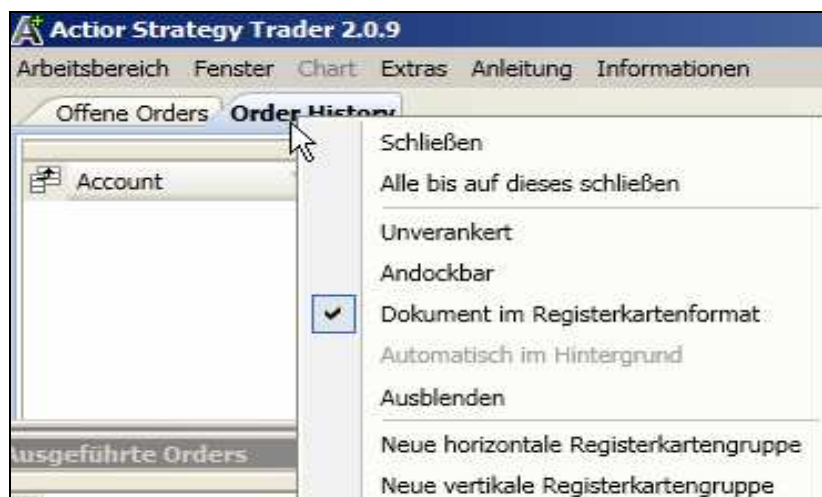 Actior Strategy Trader 2.0.9
Arbeitsbereich Fenster Chart Extras Anleitung Informationen
Offene Orders Order History
Schließen
Account
Alle bis auf dieses schließen
Unverankert
Andockbar
Dokument im Registerkartenformat
Automatisch im Hintergrund
Ausblenden
Ausgeführte Orders
Neue horizontale Registerkartengruppe
Neue vertikale Registerkartengruppe